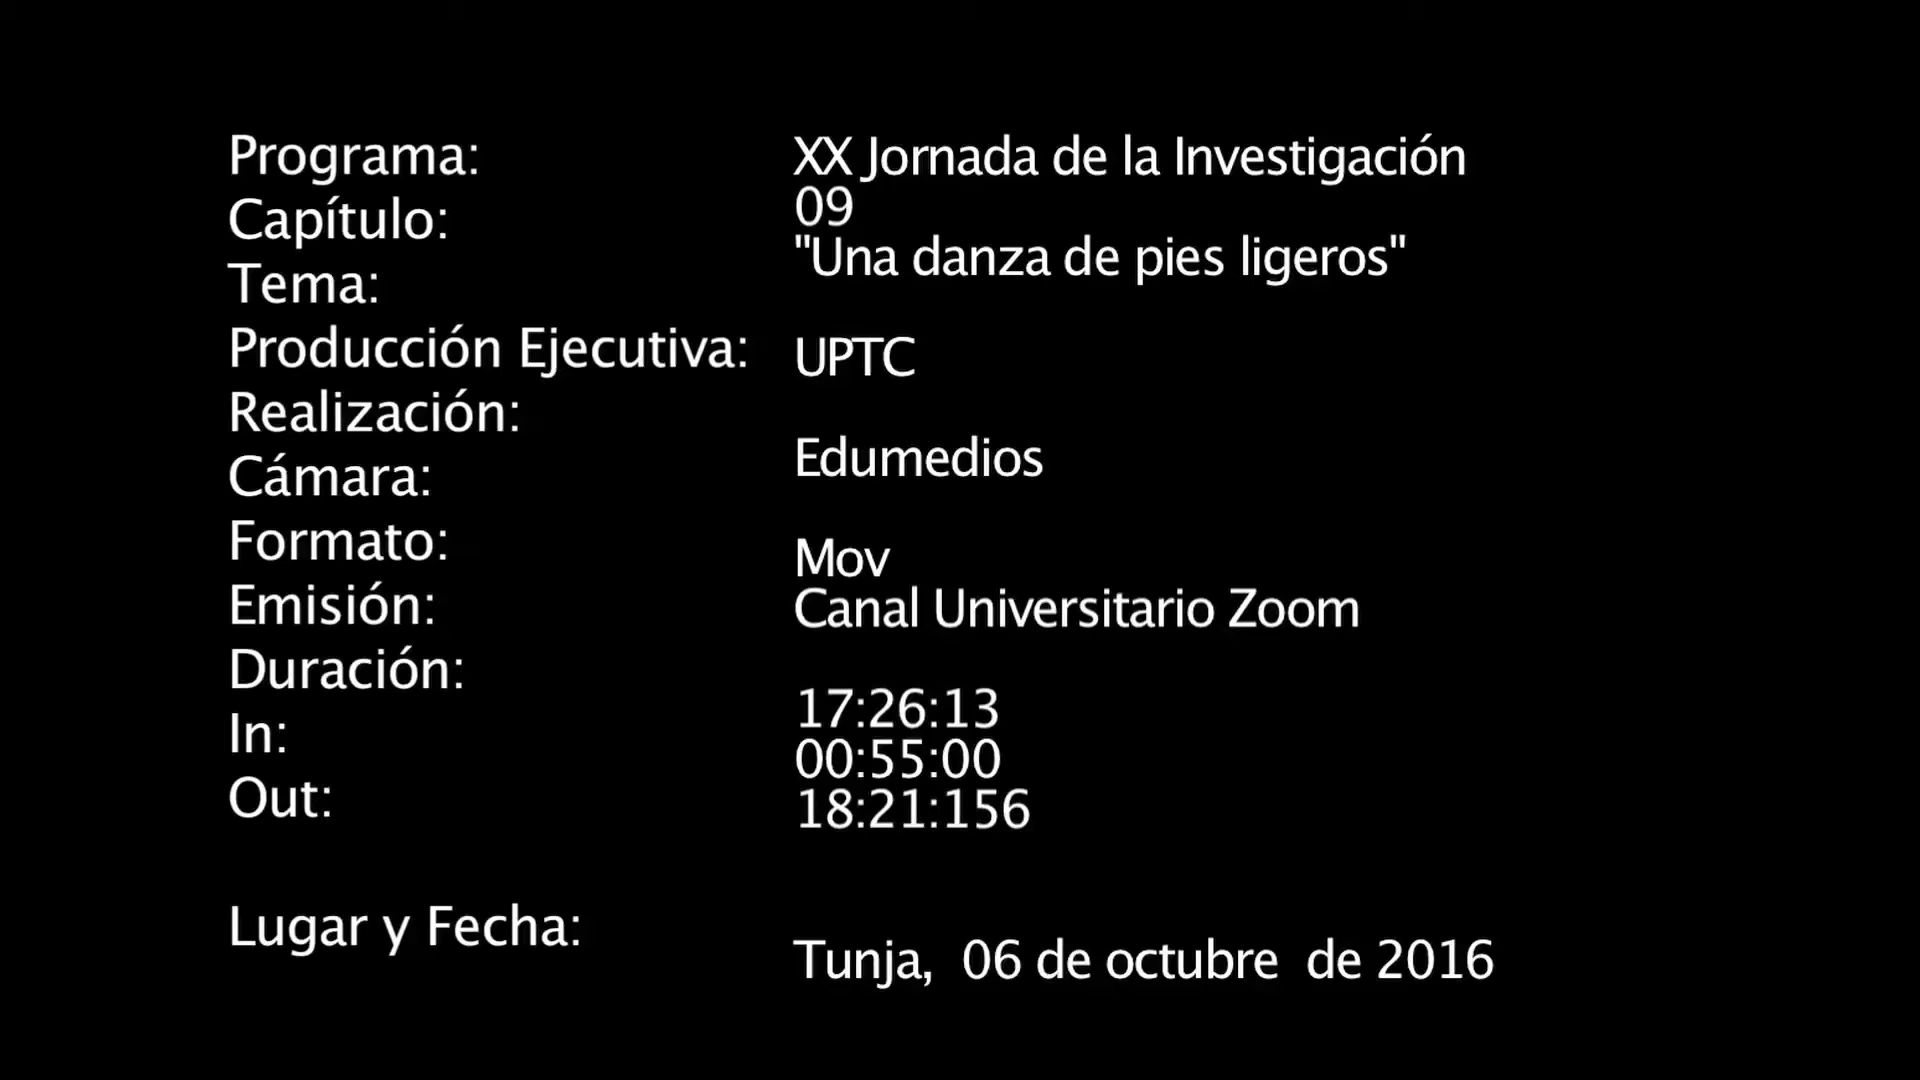 Programa: XX Jornada de la Investigación
Capítulo: 09
Tema: "Una danza de pies ligeros"
Producción Ejecutiva: UPTC
Realización:
Cámara: Edumedios
Formato: Mov
Emisión: Canal Universitario Zoom
Duración: 17:26:13
In: 00:55:00
Out: 18:21:156
Lugar y Fecha: Tunja, 06 de octubre de 2016